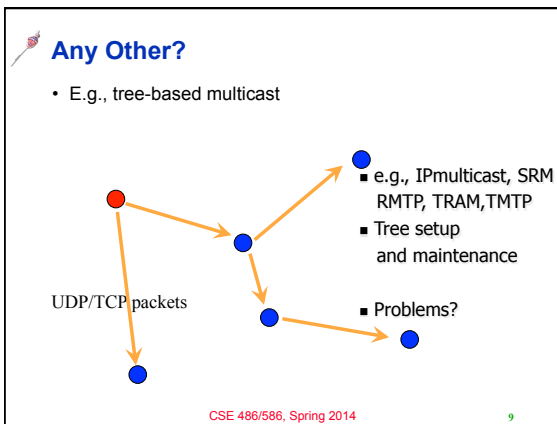 Any Other?
• E.g., tree-based multicast
■ e.g., IPmulticast, SRM
RMTP, TRAM,TMTP
■ Tree setup
and maintenance
UDP/TCP packets
■ Problems?
CSE 486/586, Spring 2014
9